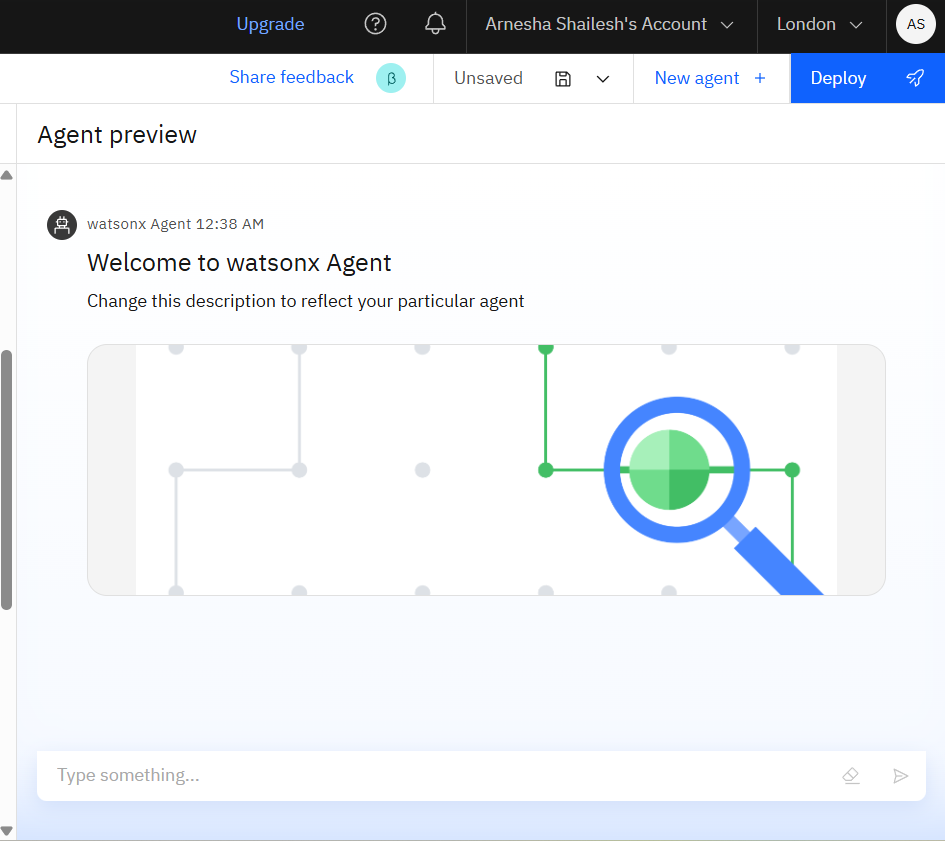 Upgrade
Arnesha Shailesh's Account
London
AS
Share feedback
β
Unsaved
New agent +
Deploy
Agent preview
watsonx Agent 12:38 AM
Welcome to watsonx Agent
Change this description to reflect your particular agent
Type something...